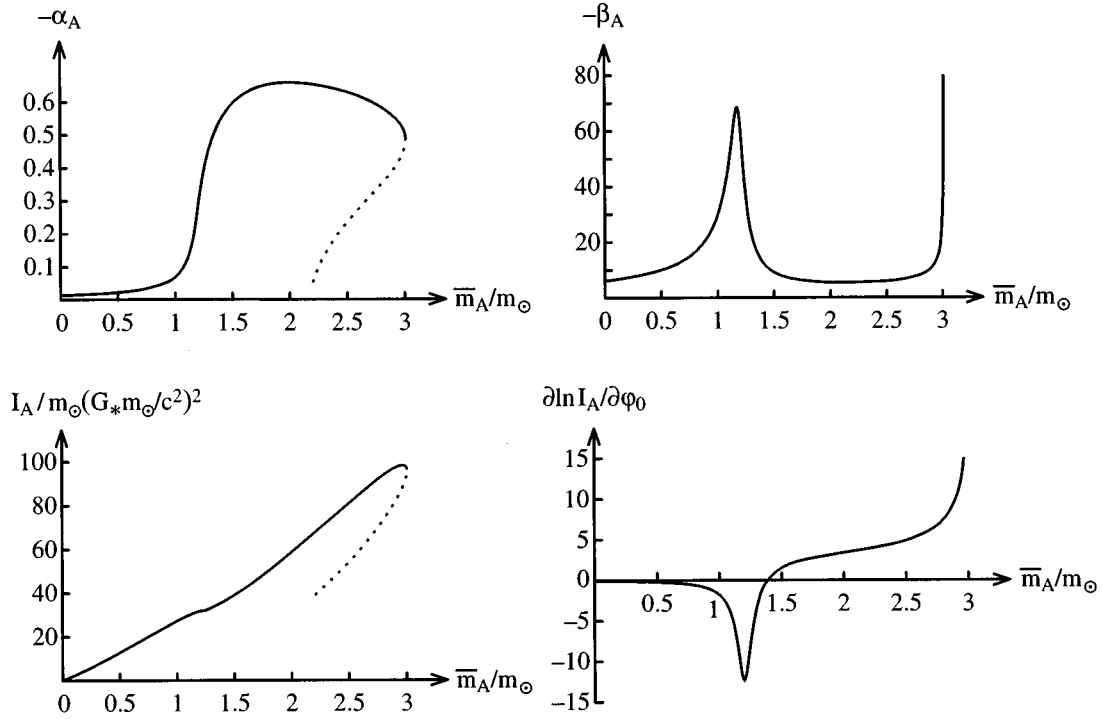 −α_A
0.6
0.5
0.4
0.3
0.2
0.1
0 0.5 1 1.5 2 2.5 3
m̅_A/m_⊙
−β_A
80
60
40
20
0 0.5 1 1.5 2 2.5 3
m̅_A/m_⊙
I_A/m_⊙(G_*m_⊙/c²)²
100
80
60
40
20
0 0.5 1 1.5 2 2.5 3
m̅_A/m_⊙
∂ln I_A/∂φ₀
15
10
5
0
−5
−10
−15
0.5 1 1.5 2 2.5 3
m̅_A/m_⊙